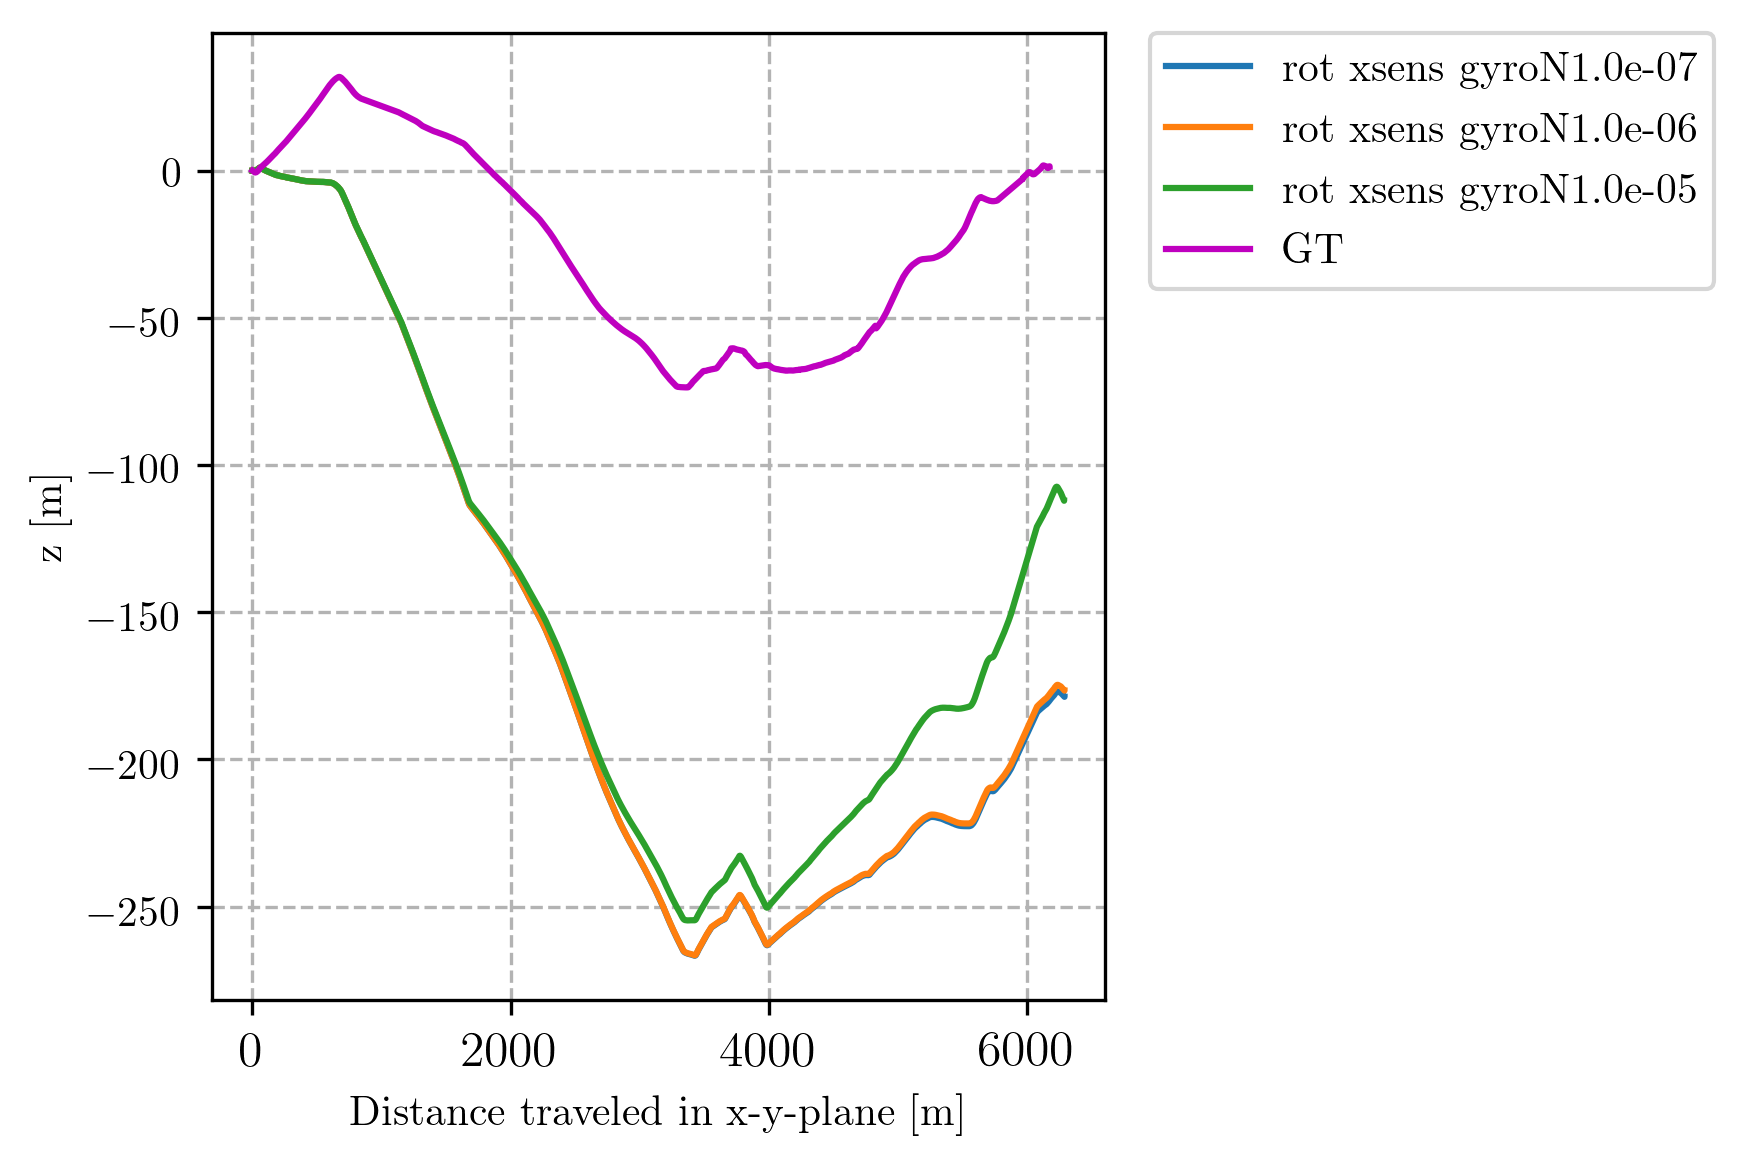 rot xsens gyroN1.0e-07
rot xsens gyroN1.0e-06
rot xsens gyroN1.0e-05
GT
0
−50
−100
−150
−200
−250
z [m]
0 2000 4000 6000
Distance traveled in x-y-plane [m]